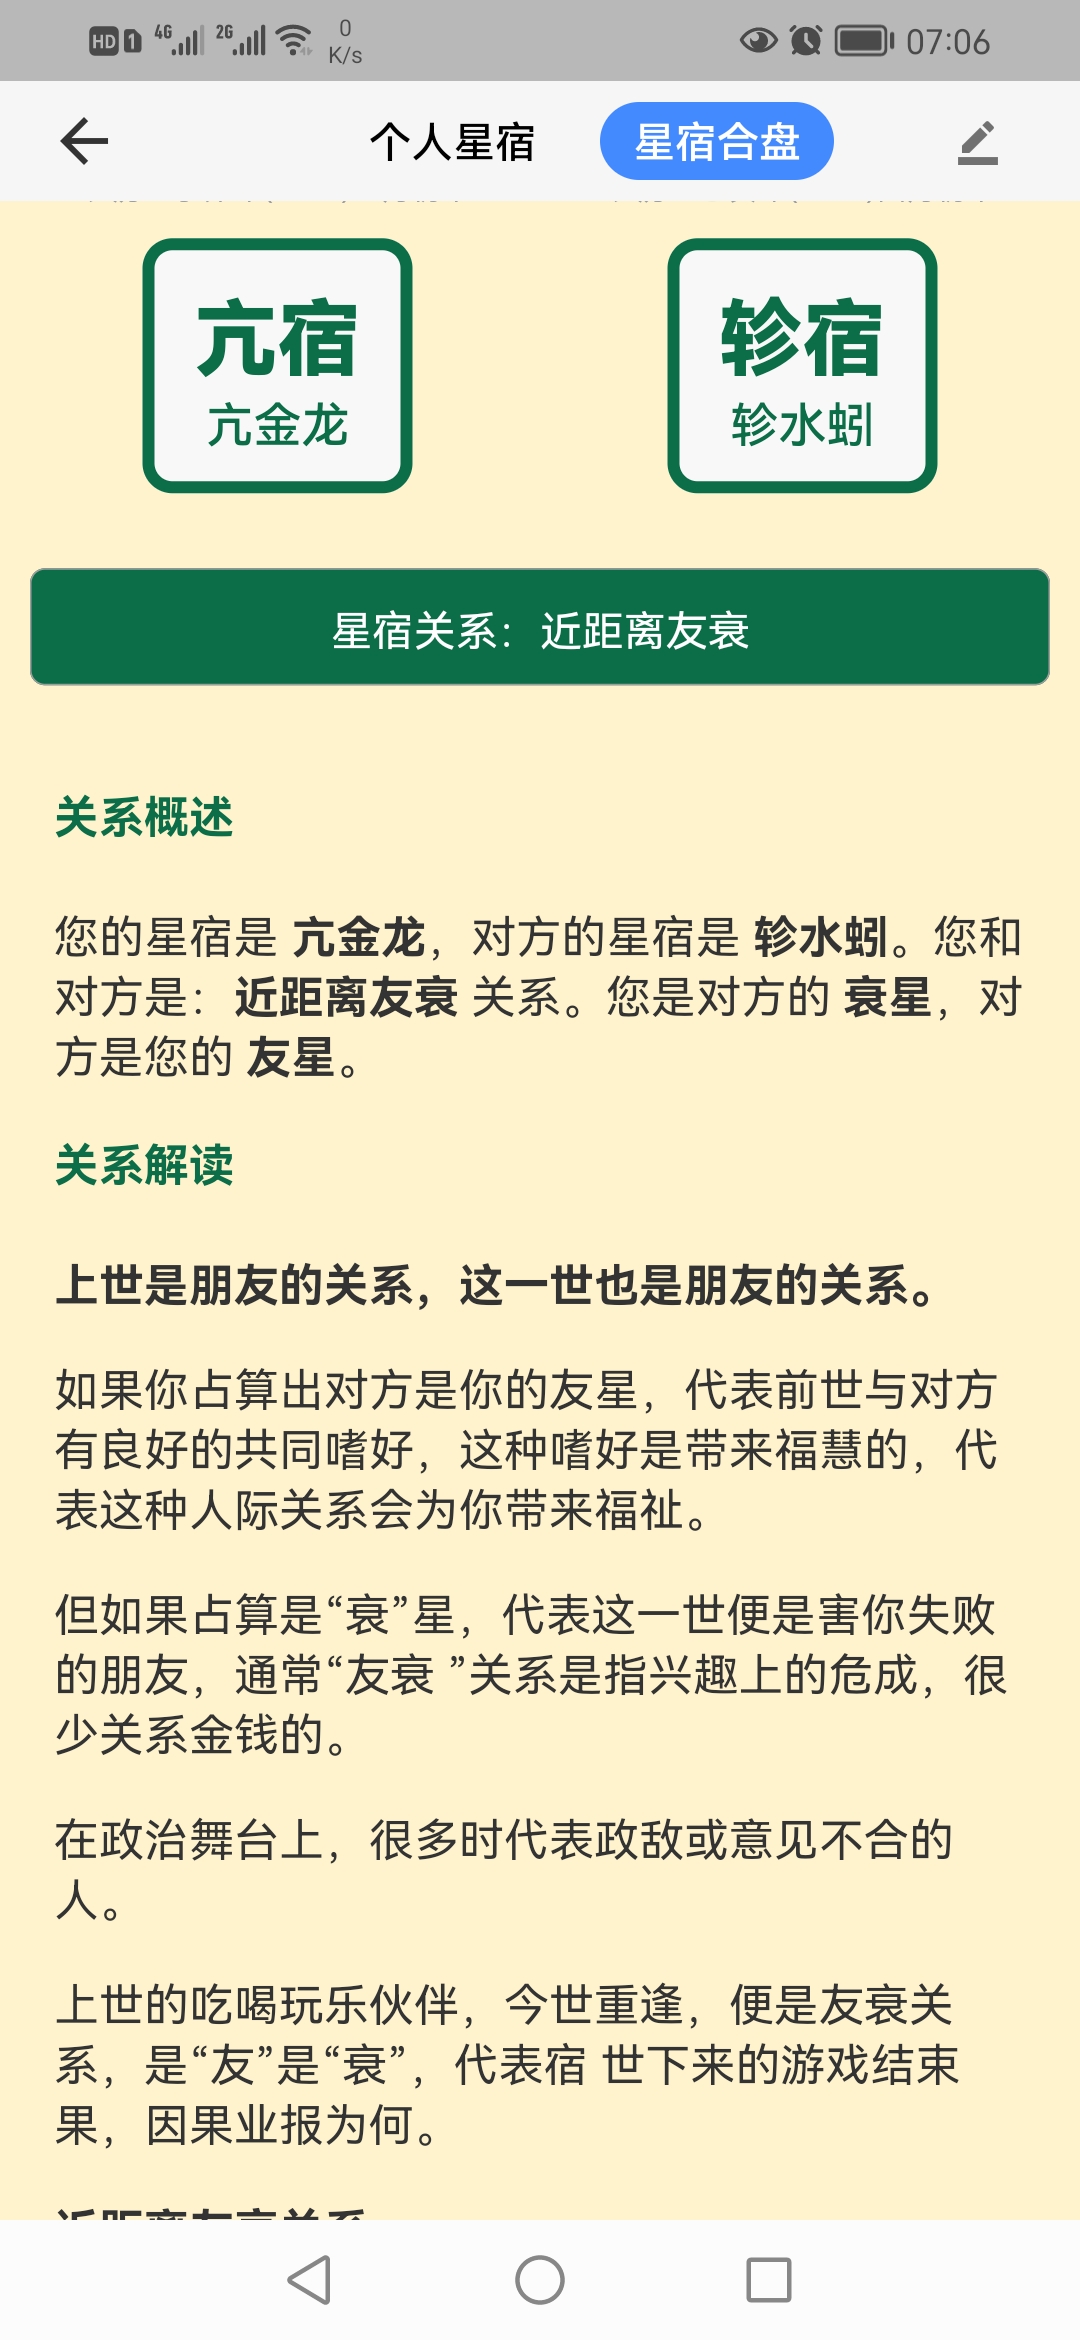 HD 1 4G 2G 0 K/s 07:06
个人星宿 星宿合盘
亢宿 轸宿
亢金龙 轸水蚓
星宿关系：近距离友衰
关系概述
您的星宿是 亢金龙，对方的星宿是 轸水蚓。您和
对方是：近距离友衰 关系。您是对方的 衰星，对
方是您的 友星。
关系解读
上世是朋友的关系，这一世也是朋友的关系。
如果你占算出对方是你的友星，代表前世与对方
有良好的共同嗜好，这种嗜好是带来福慧的，代
表这种人际关系会为你带来福祉。
但如果占算是“衰”星，代表这一世便是害你失败
的朋友，通常“友衰 ”关系是指兴趣上的危成，很
少关系金钱的。
在政治舞台上，很多时代表政敌或意见不合的
人。
上世的吃喝玩乐伙伴，今世重逢，便是友衰关
系，是“友”是“衰”，代表宿 世下来的游戏结束
果，因果业报为何。
近距离友衰关系